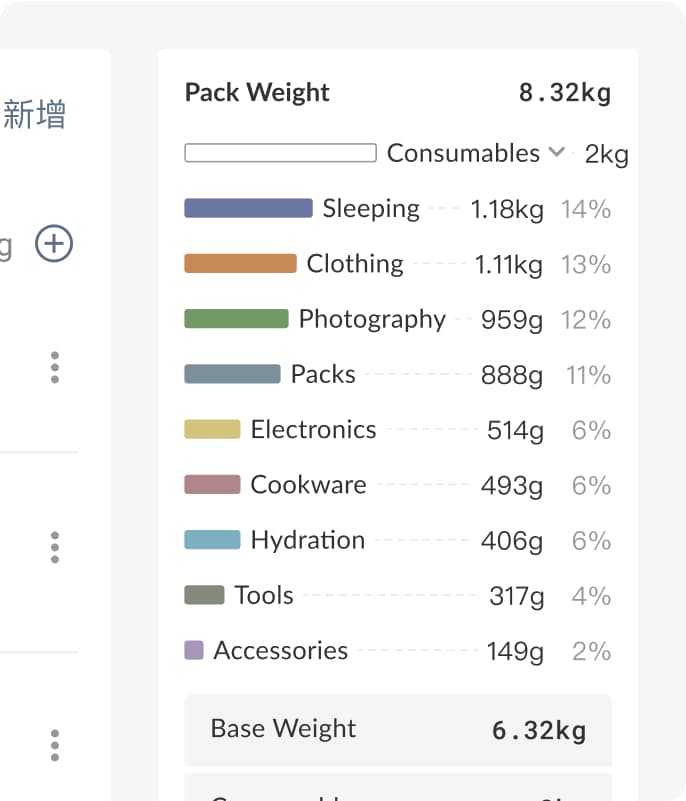 新增
g
Pack Weight 8.32kg
Consumables 2kg
Sleeping 1.18kg 14%
Clothing 1.11kg 13%
Photography 959g 12%
Packs 888g 11%
Electronics 514g 6%
Cookware 493g 6%
Hydration 406g 6%
Tools 317g 4%
Accessories 149g 2%
Base Weight 6.32kg